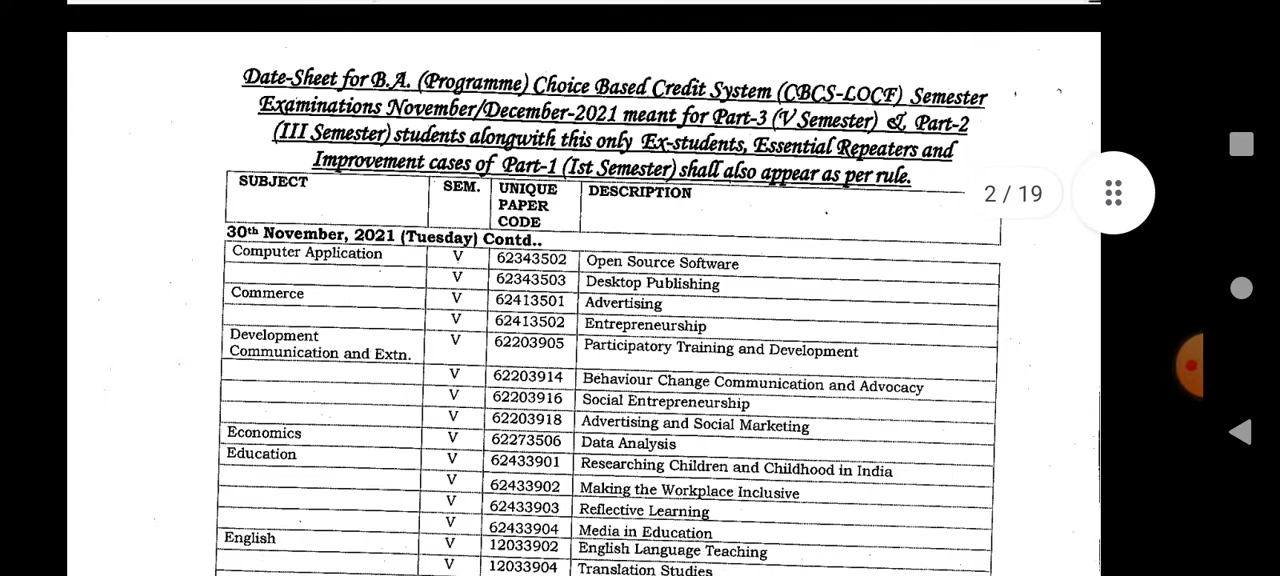 Date-Sheet for B.A. (Programme) Choice Based Credit System (CBCS-LOCF) Semester
Examinations November/December-2021 meant for Part-3 (V Semester) & Part-2
(III Semester) students alongwith this only Ex-students, Essential Repeaters and
Improvement cases of Part-1 (Ist Semester) shall also appear as per rule.
SUBJECT SEM. UNIQUE PAPER CODE DESCRIPTION
2 / 19
30th November, 2021 (Tuesday) Contd..
Computer Application V 62343502 Open Source Software
V 62343503 Desktop Publishing
Commerce V 62413501 Advertising
V 62413502 Entrepreneurship
Development Communication and Extn. V 62203905 Participatory Training and Development
V 62203914 Behaviour Change Communication and Advocacy
V 62203916 Social Entrepreneurship
V 62203918 Advertising and Social Marketing
Economics V 62273506 Data Analysis
Education V 62433901 Researching Children and Childhood in India
V 62433902 Making the Workplace Inclusive
V 62433903 Reflective Learning
V 62433904 Media in Education
English V 12033902 English Language Teaching
V 12033904 Translation Studies